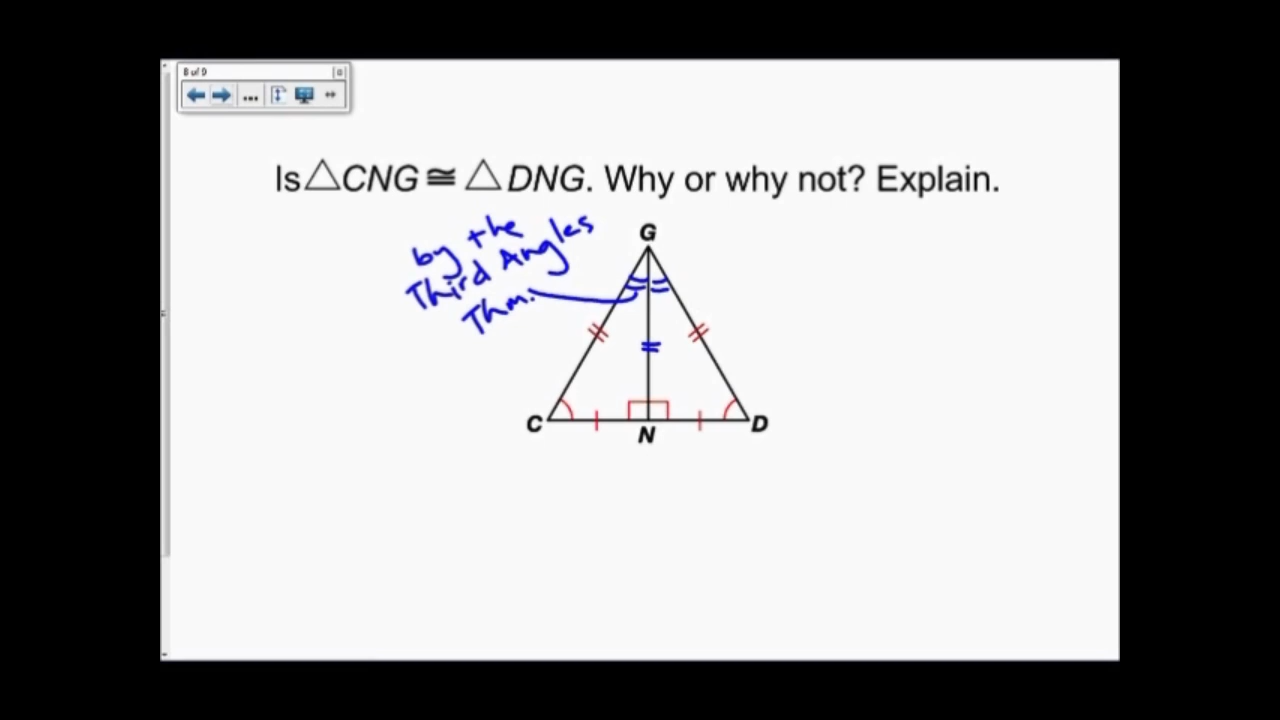 8 of 9
Is △CNG ≅ △DNG. Why or why not? Explain.
by the
Third Angles
Thm.
G
C
N
D